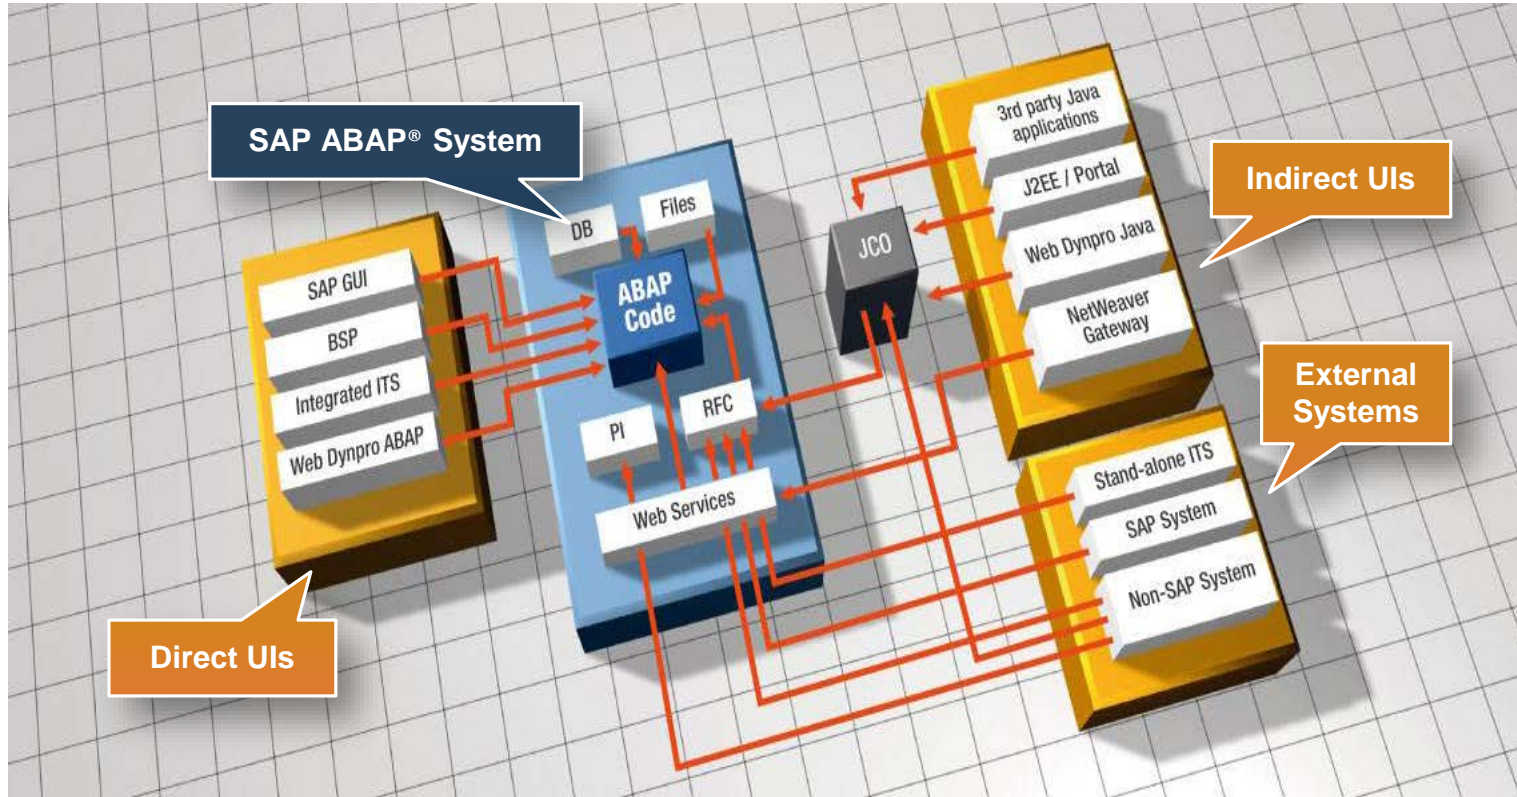 SAP ABAP® System
DB
Files
ABAP
Code
PI
RFC
Web Services
SAP GUI
BSP
Integrated ITS
Web Dynpro ABAP
Direct UIs
JCO
3rd party Java
applications
J2EE / Portal
Web Dynpro Java
NetWeaver
Gateway
Indirect UIs
External
Systems
Stand-alone ITS
SAP System
Non-SAP System